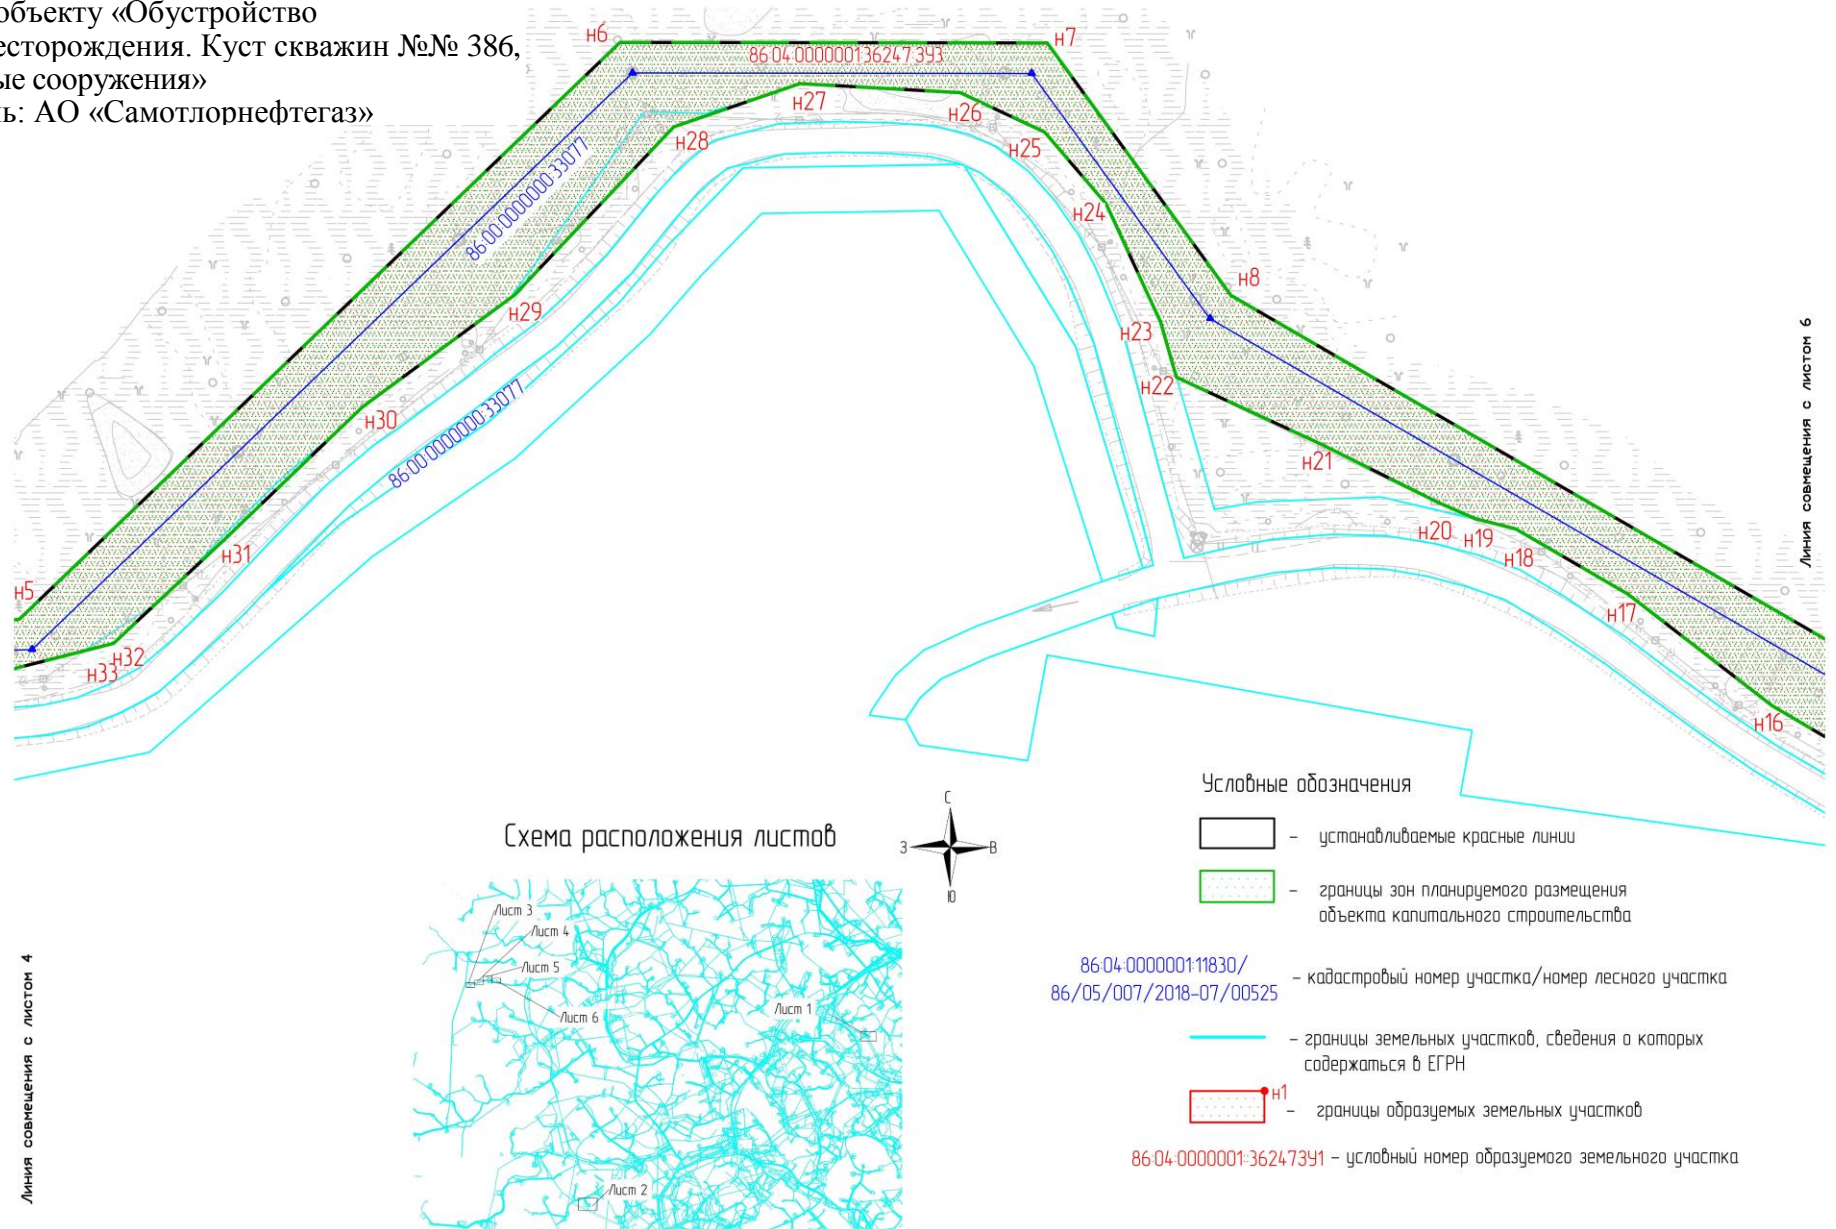 объекту «Обустройство
есторождения. Куст скважин №№ 386,
ые сооружения»
ль: АО «Самотлорнефтегаз»
н6
н7
86:04:0000001:36247:ЗУ3
н27
н26
н28
н25
86:00:0000000:33077
н24
н8
н29
н23
н22
н30
86:00:0000000:33077
н21
н31
н20
н19
н18
н5
н17
н32
н33
н16
Линия совмещения с листом 6
Линия совмещения с листом 4
Схема расположения листов
С
З
В
Ю
Лист 3
Лист 4
Лист 5
Лист 6
Лист 1
Лист 2
Условные обозначения
– устанавливаемые красные линии
– границы зон планируемого размещения
объекта капитального строительства
86:04:0000001:11830/
86/05/007/2018-07/00525
– кадастровый номер участка/номер лесного участка
– границы земельных участков, сведения о которых
содержаться в ЕГРН
н1
– границы образуемых земельных участков
86:04:0000001::36247ЗУ1 – условный номер образуемого земельного участка